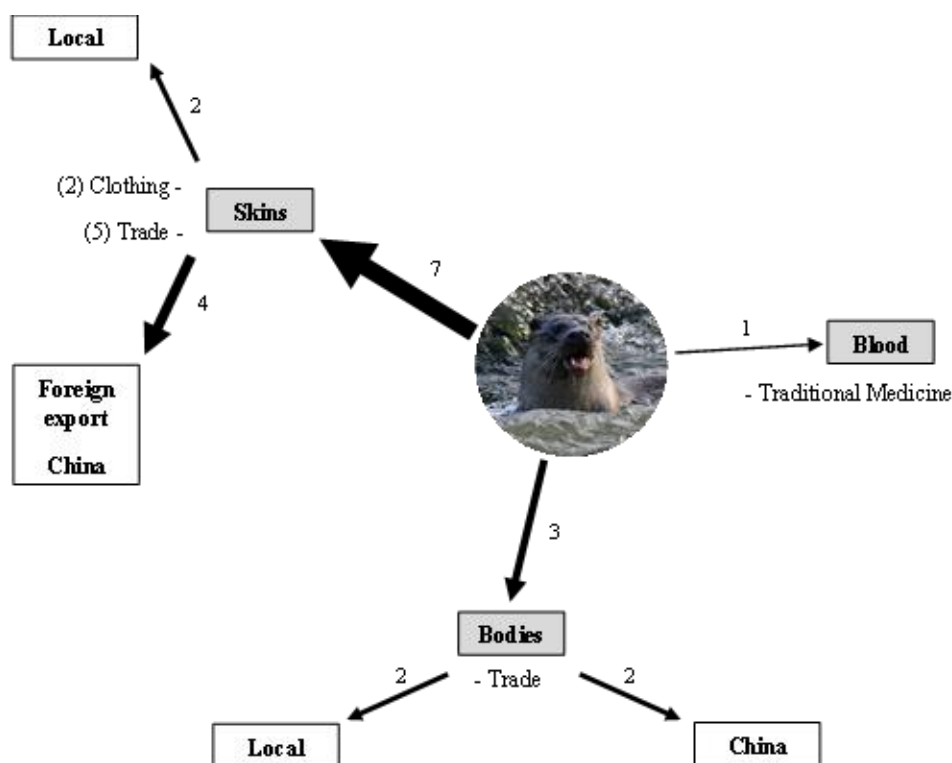 Local
2
(2) Clothing -
Skins
(5) Trade -
7
4
1
Blood
Foreign
export
China
- Traditional Medicine
3
Bodies
2
- Trade
2
Local
China